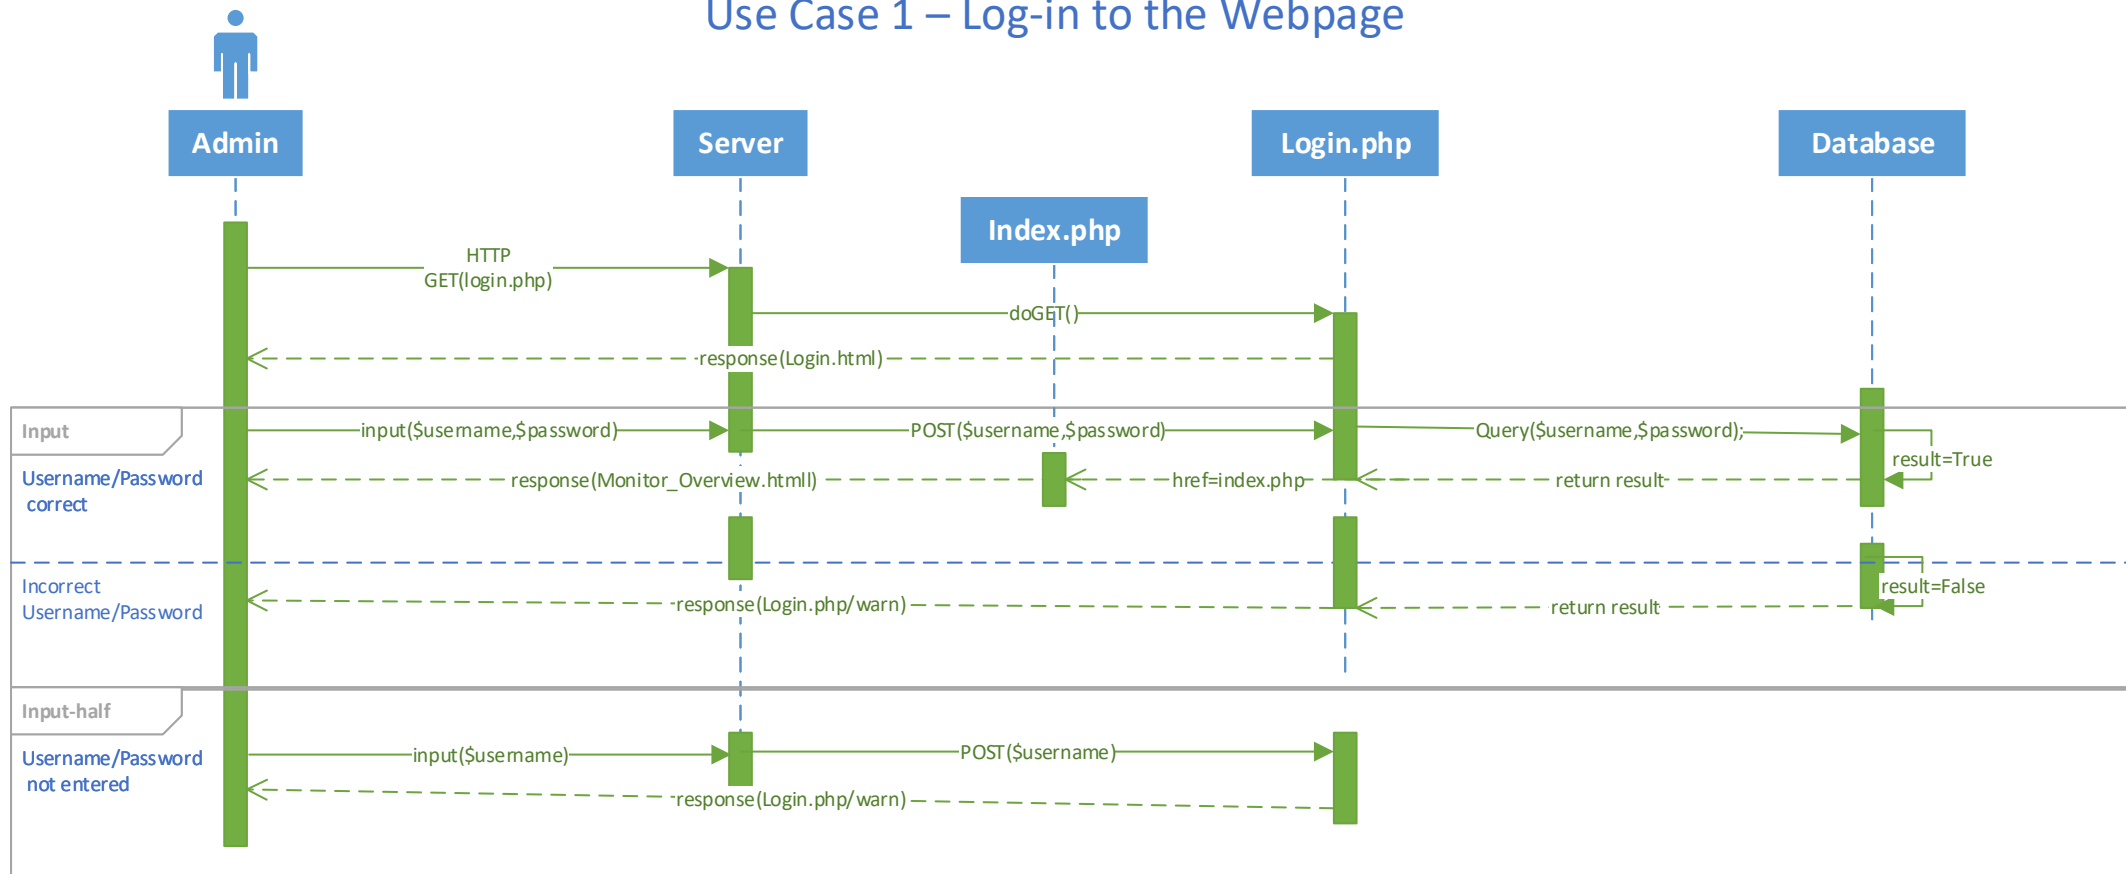 Use Case 1 – Log-in to the Webpage
Admin
Server
Login.php
Database
Index.php
HTTP
GET(login.php)
doGET()
response(Login.html)
Input
input($username,$password)
POST($username,$password)
Query($username,$password);
result=True
Username/Password
correct
response(Monitor_Overview.htmll)
href=index.php
return result
Incorrect
Username/Password
result=False
response(Login.php/warn)
return result
Input-half
Username/Password
not entered
input($username)
POST($username)
response(Login.php/warn)